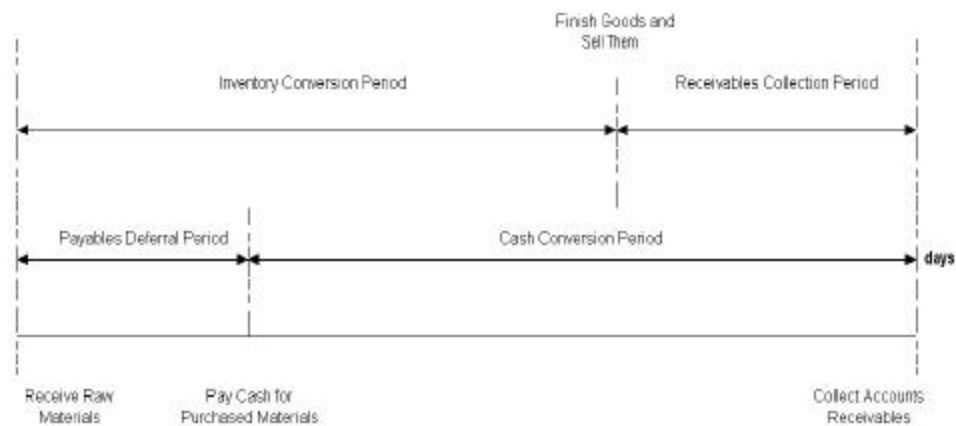 Finish Goods and
Sell Them
Inventory Conversion Period
Receivables Collection Period
Payables Deferral Period
Cash Conversion Period
days
Receive Raw
Materials
Pay Cash for
Purchased Materials
Collect Accounts
Receivables